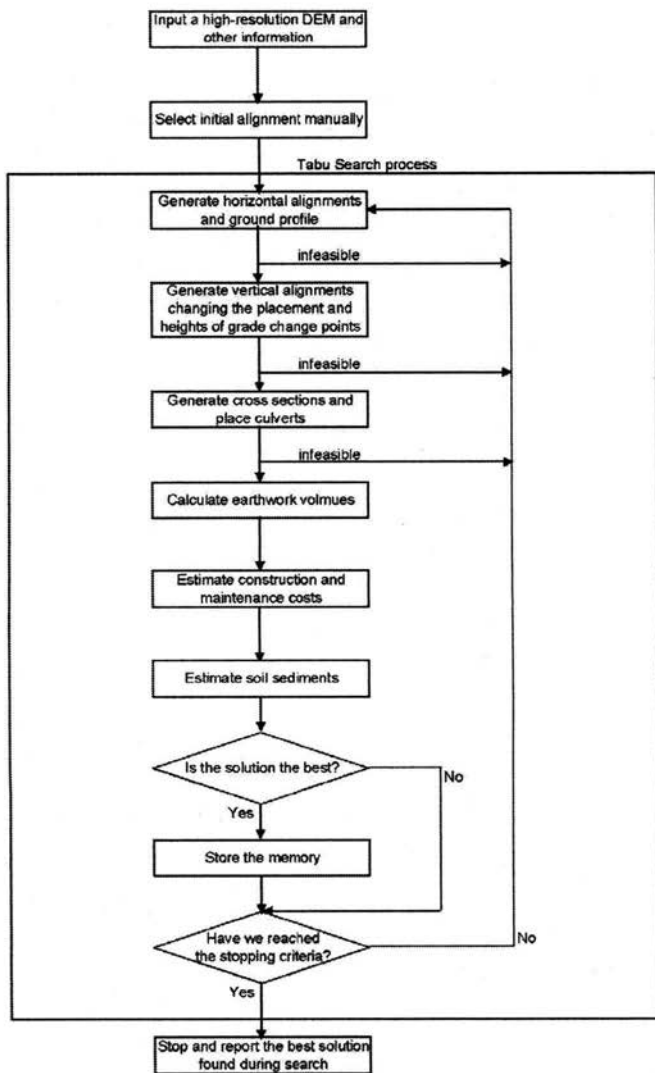 Input a high-resolution DEM and
other information
Select initial alignment manually
Tabu Search process
Generate horizontal alignments
and ground profile
infeasible
Generate vertical alignments
changing the placement and
heights of grade change points
infeasible
Generate cross sections and
place culverts
infeasible
Calculate earthwork volmues
Estimate construction and
maintenance costs
Estimate soil sediments
Is the solution the best?
No
Yes
Store the memory
Have we reached
the stopping criteria?
No
Yes
Stop and report the best solution
found during search